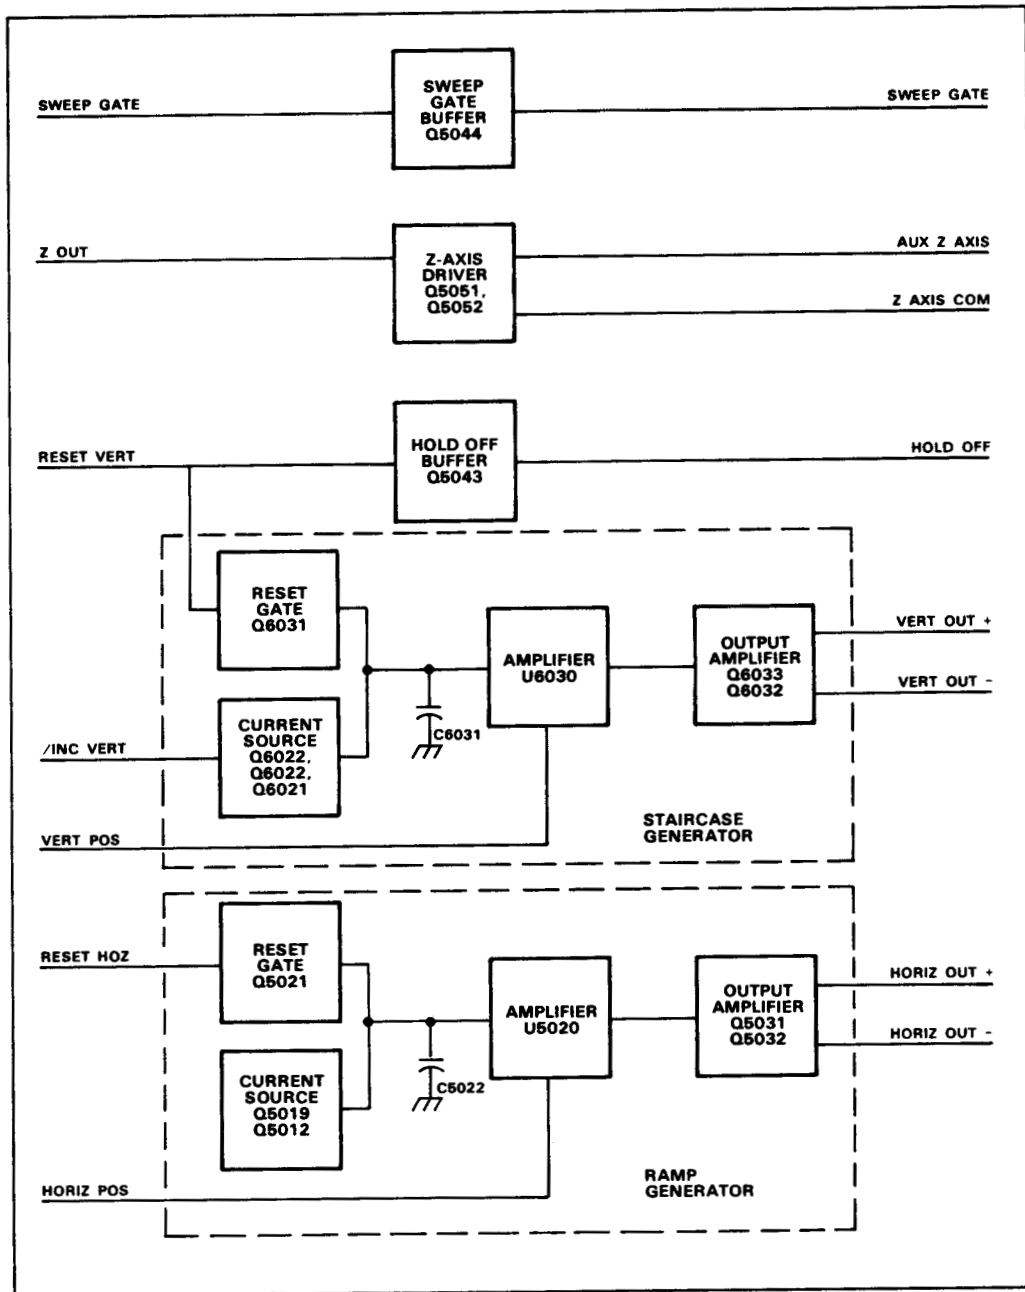 SWEEP GATE
SWEEP
GATE
BUFFER
Q5044
SWEEP GATE
Z OUT
Z-AXIS
DRIVER
Q5051,
Q5052
AUX Z AXIS
Z AXIS COM
RESET VERT
HOLD OFF
BUFFER
Q5043
HOLD OFF
RESET
GATE
Q6031
/INC VERT
CURRENT
SOURCE
Q6022,
Q6022,
Q6021
C6031
AMPLIFIER
U6030
OUTPUT
AMPLIFIER
Q6033
Q6032
VERT OUT +
VERT OUT -
VERT POS
STAIRCASE
GENERATOR
RESET HOZ
RESET
GATE
Q5021
CURRENT
SOURCE
Q5019
Q5012
C5022
AMPLIFIER
U5020
OUTPUT
AMPLIFIER
Q5031
Q5032
HORIZ OUT +
HORIZ OUT -
HORIZ POS
RAMP
GENERATOR